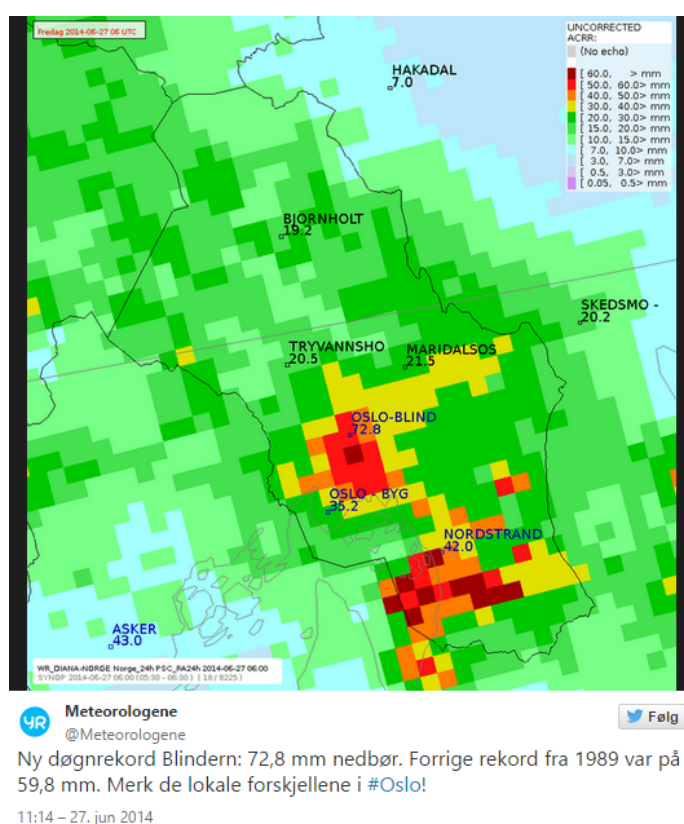 Fredag 2014-06-27 06 UTC
UNCORRECTED
ACRR:
(No echo)
[ 60.0, > mm
[ 50.0, 60.0> mm
[ 40.0, 50.0> mm
[ 30.0, 40.0> mm
[ 20.0, 30.0> mm
[ 15.0, 20.0> mm
[ 10.0, 15.0> mm
[ 7.0, 10.0> mm
[ 3.0, 7.0> mm
[ 0.5, 3.0> mm
[ 0.05, 0.5> mm
HAKADAL
7.0
BJORNHOLT
19.2
SKEDSMO -
20.2
TRYVANNSHO
20.5
MARIDALSOS
21.5
OSLO-BLIND
72.8
OSLO - BYG
35.2
NORDSTRAND
42.0
ASKER
43.0
WR_DIANA-NORGE Norge_24h PSC_RA24h 2014-06-27 06:00
SYNOP 2014-06-27 06:00 (05:30 - 06:30 ) ( 18 / 8225 )
YR
Meteorologene
@Meteorologene
Følg
Ny døgnrekord Blindern: 72,8 mm nedbør. Forrige rekord fra 1989 var på
59,8 mm. Merk de lokale forskjellene i #Oslo!
11:14 – 27. jun 2014